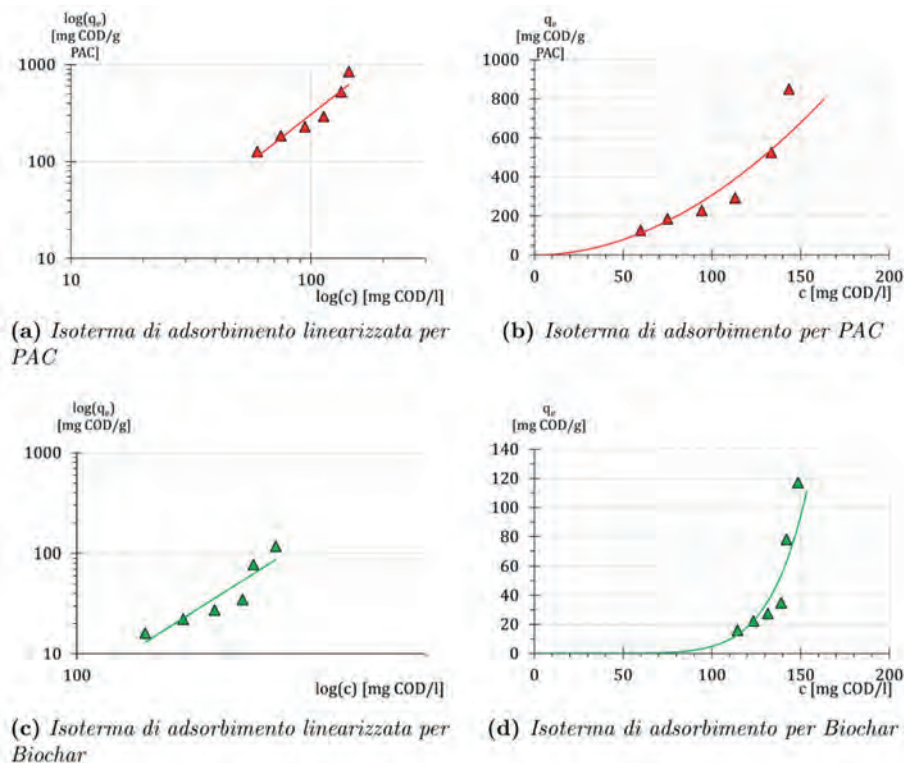 log(qₑ)
[mg COD/g
PAC]
1000
100
10
10
100
log(c) [mg COD/l]
(a) Isoterma di adsorbimento linearizzata per
PAC
qₑ
[mg COD/g
PAC]
1000
800
600
400
200
0
0
50
100
150
200
c [mg COD/l]
(b) Isoterma di adsorbimento per PAC
log(qₑ)
[mg COD/g]
1000
100
10
100
log(c) [mg COD/l]
(c) Isoterma di adsorbimento linearizzata per
Biochar
qₑ
[mg COD/g]
140
120
100
80
60
40
20
0
0
50
100
150
200
c [mg COD/l]
(d) Isoterma di adsorbimento per Biochar